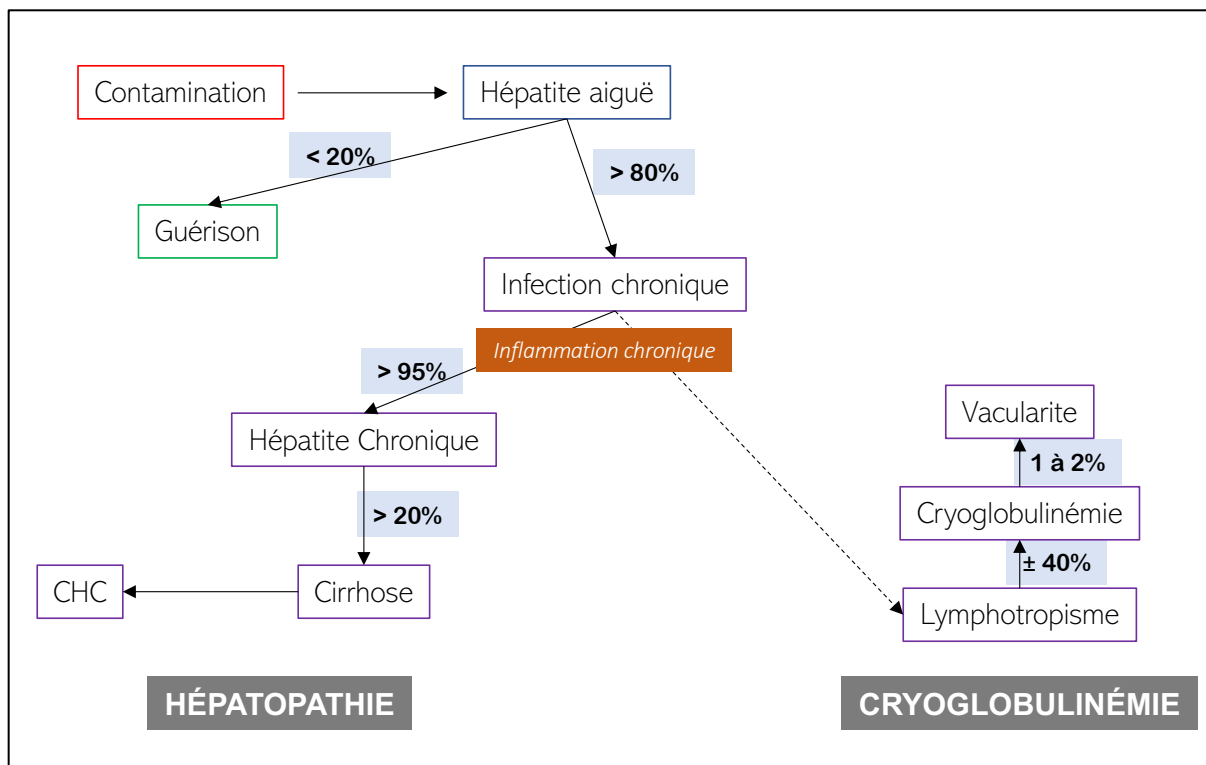 Contamination
Hépatite aiguë
< 20%
> 80%
Guérison
Infection chronique
Inflammation chronique
> 95%
Hépatite Chronique
> 20%
CHC
Cirrhose
Vacularite
1 à 2%
Cryoglobulinémie
± 40%
Lymphotropisme
HÉPATOPATHIE
CRYOGLOBULINÉMIE